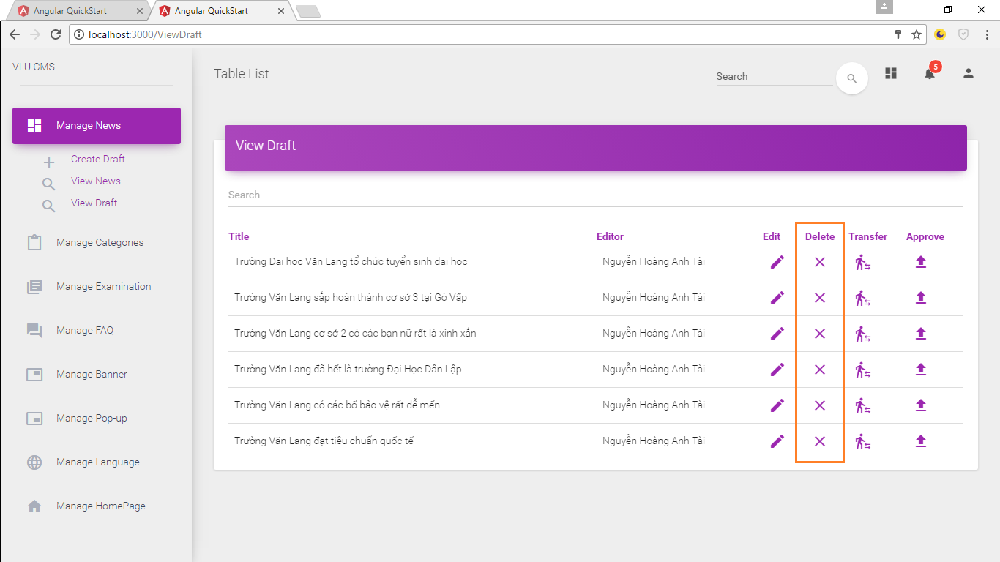 Angular QuickStart
Angular QuickStart
localhost:3000/ViewDraft
VLU CMS
Table List
Search
5
Manage News
Create Draft
View News
View Draft
Manage Categories
Manage Examination
Manage FAQ
Manage Banner
Manage Pop-up
Manage Language
Manage HomePage
View Draft
Search
Title Editor Edit Delete Transfer Approve
Trường Đại học Văn Lang tổ chức tuyển sinh đại học Nguyễn Hoàng Anh Tài
Trường Văn Lang sắp hoàn thành cơ sở 3 tại Gò Vấp Nguyễn Hoàng Anh Tài
Trường Văn Lang cơ sở 2 có các bạn nữ rất là xinh xắn Nguyễn Hoàng Anh Tài
Trường Văn Lang đã hết là trường Đại Học Dân Lập Nguyễn Hoàng Anh Tài
Trường Văn Lang có các bố bảo vệ rất dễ mến Nguyễn Hoàng Anh Tài
Trường Văn Lang đạt tiêu chuẩn quốc tế Nguyễn Hoàng Anh Tài